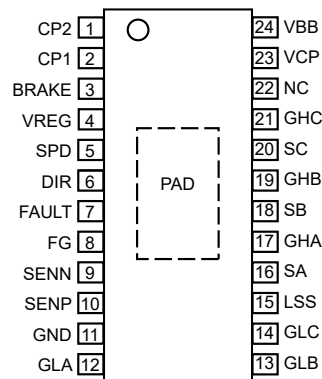 CP2 1
CP1 2
BRAKE 3
VREG 4
SPD 5
DIR 6
FAULT 7
FG 8
SENN 9
SENP 10
GND 11
GLA 12
PAD
24 VBB
23 VCP
22 NC
21 GHC
20 SC
19 GHB
18 SB
17 GHA
16 SA
15 LSS
14 GLC
13 GLB